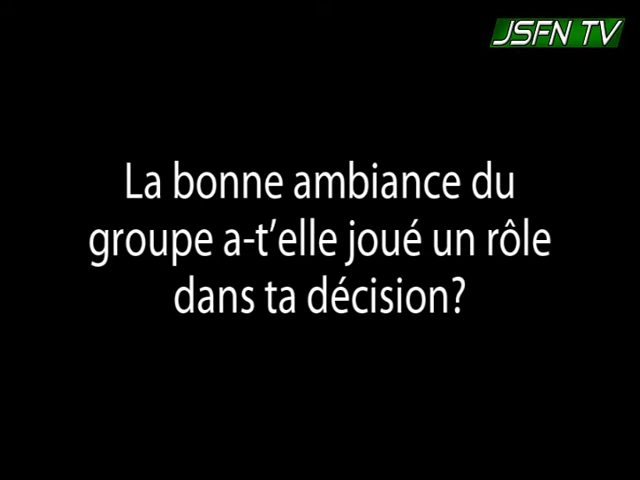 JSFN TV
La bonne ambiance du
groupe a-t’elle joué un rôle
dans ta décision?